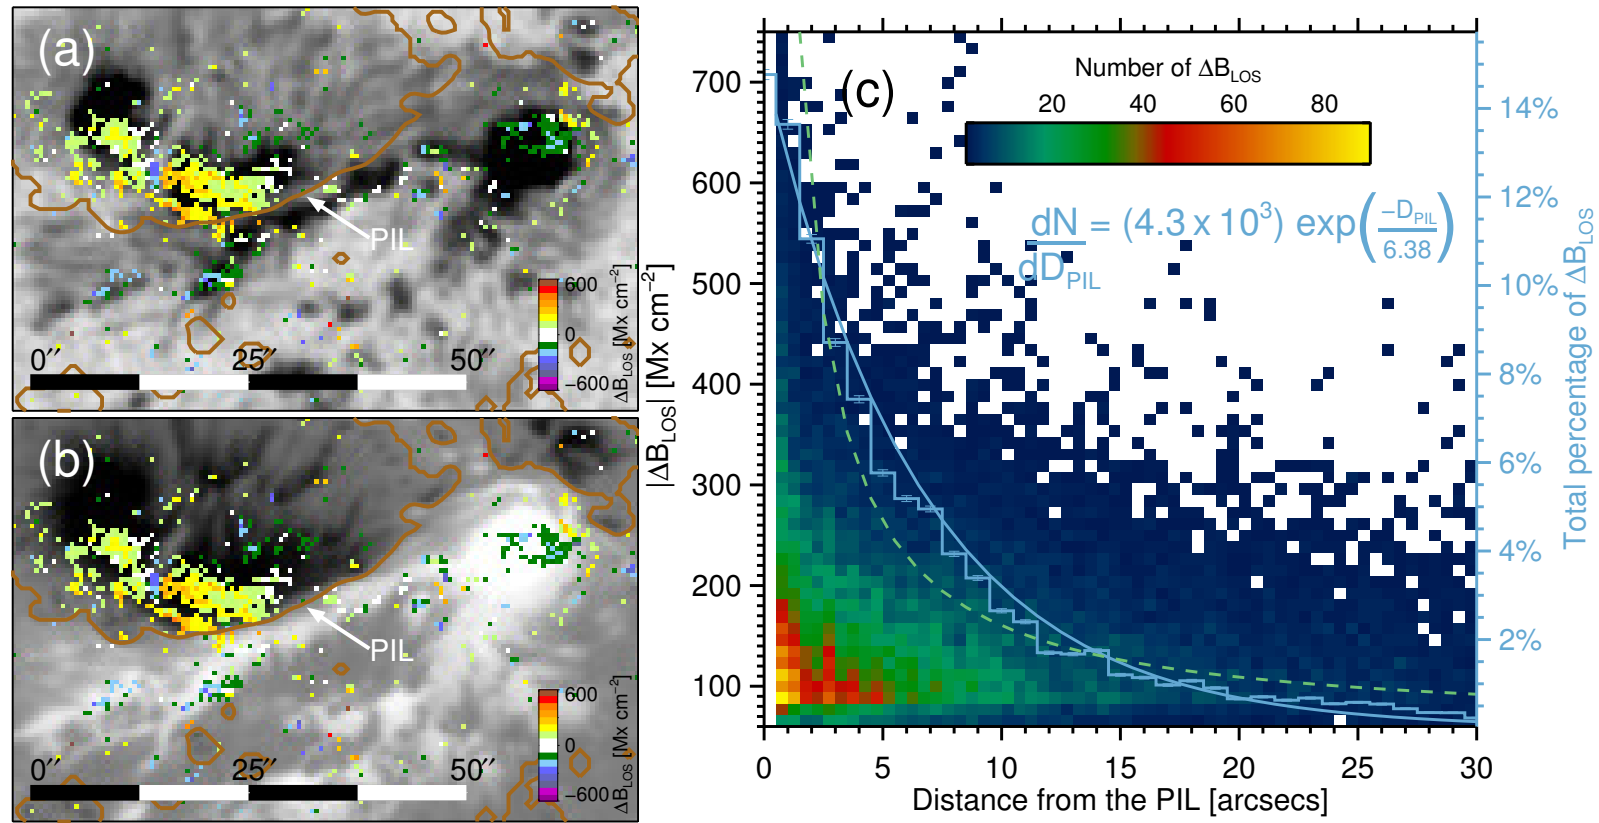 (a)
PIL
0″ 25″ 50″
600
0
−600
ΔB_LOS [Mx cm⁻²]
(b)
PIL
0″ 25″ 50″
600
0
−600
ΔB_LOS [Mx cm⁻²]
(c)
Number of ΔB_LOS
20 40 60 80
dN/dD_PIL = (4.3 x 10³) exp(−D_PIL/6.38)
|ΔB_LOS| [Mx cm⁻²]
700
600
500
400
300
200
100
14%
12%
10%
8%
6%
4%
2%
Total percentage of ΔB_LOS
0 5 10 15 20 25 30
Distance from the PIL [arcsecs]